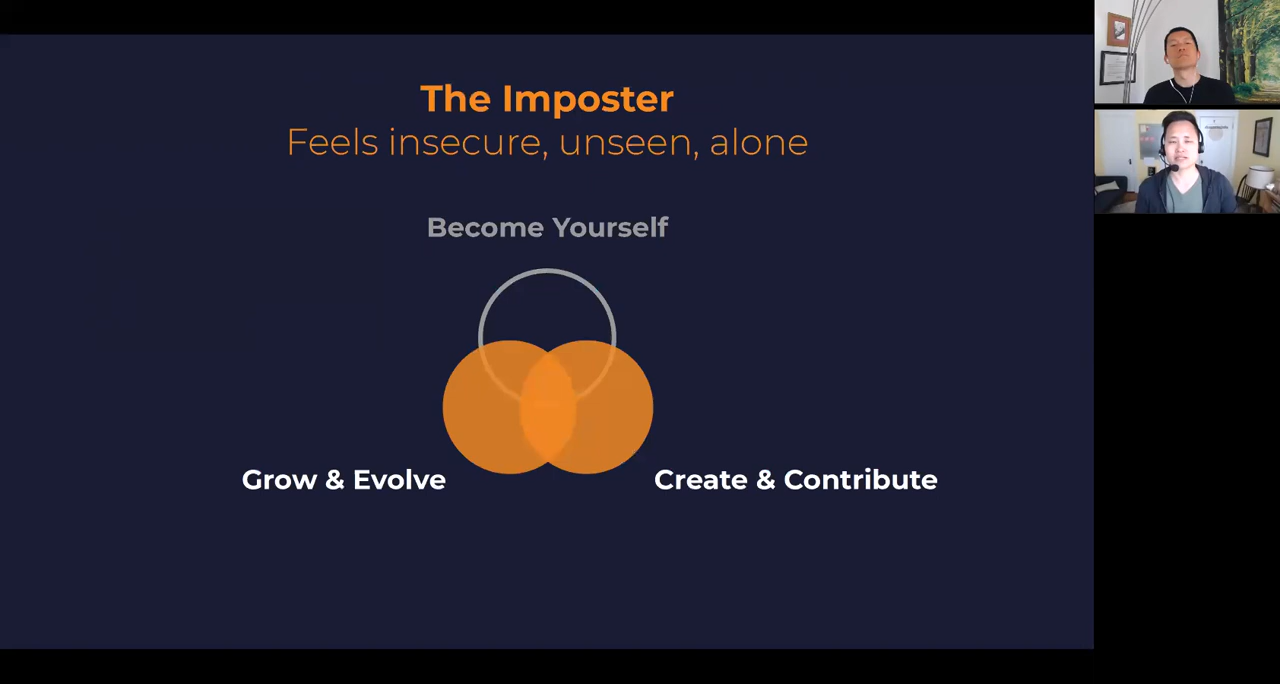 The Imposter
Feels insecure, unseen, alone
Become Yourself
Grow & Evolve
Create & Contribute